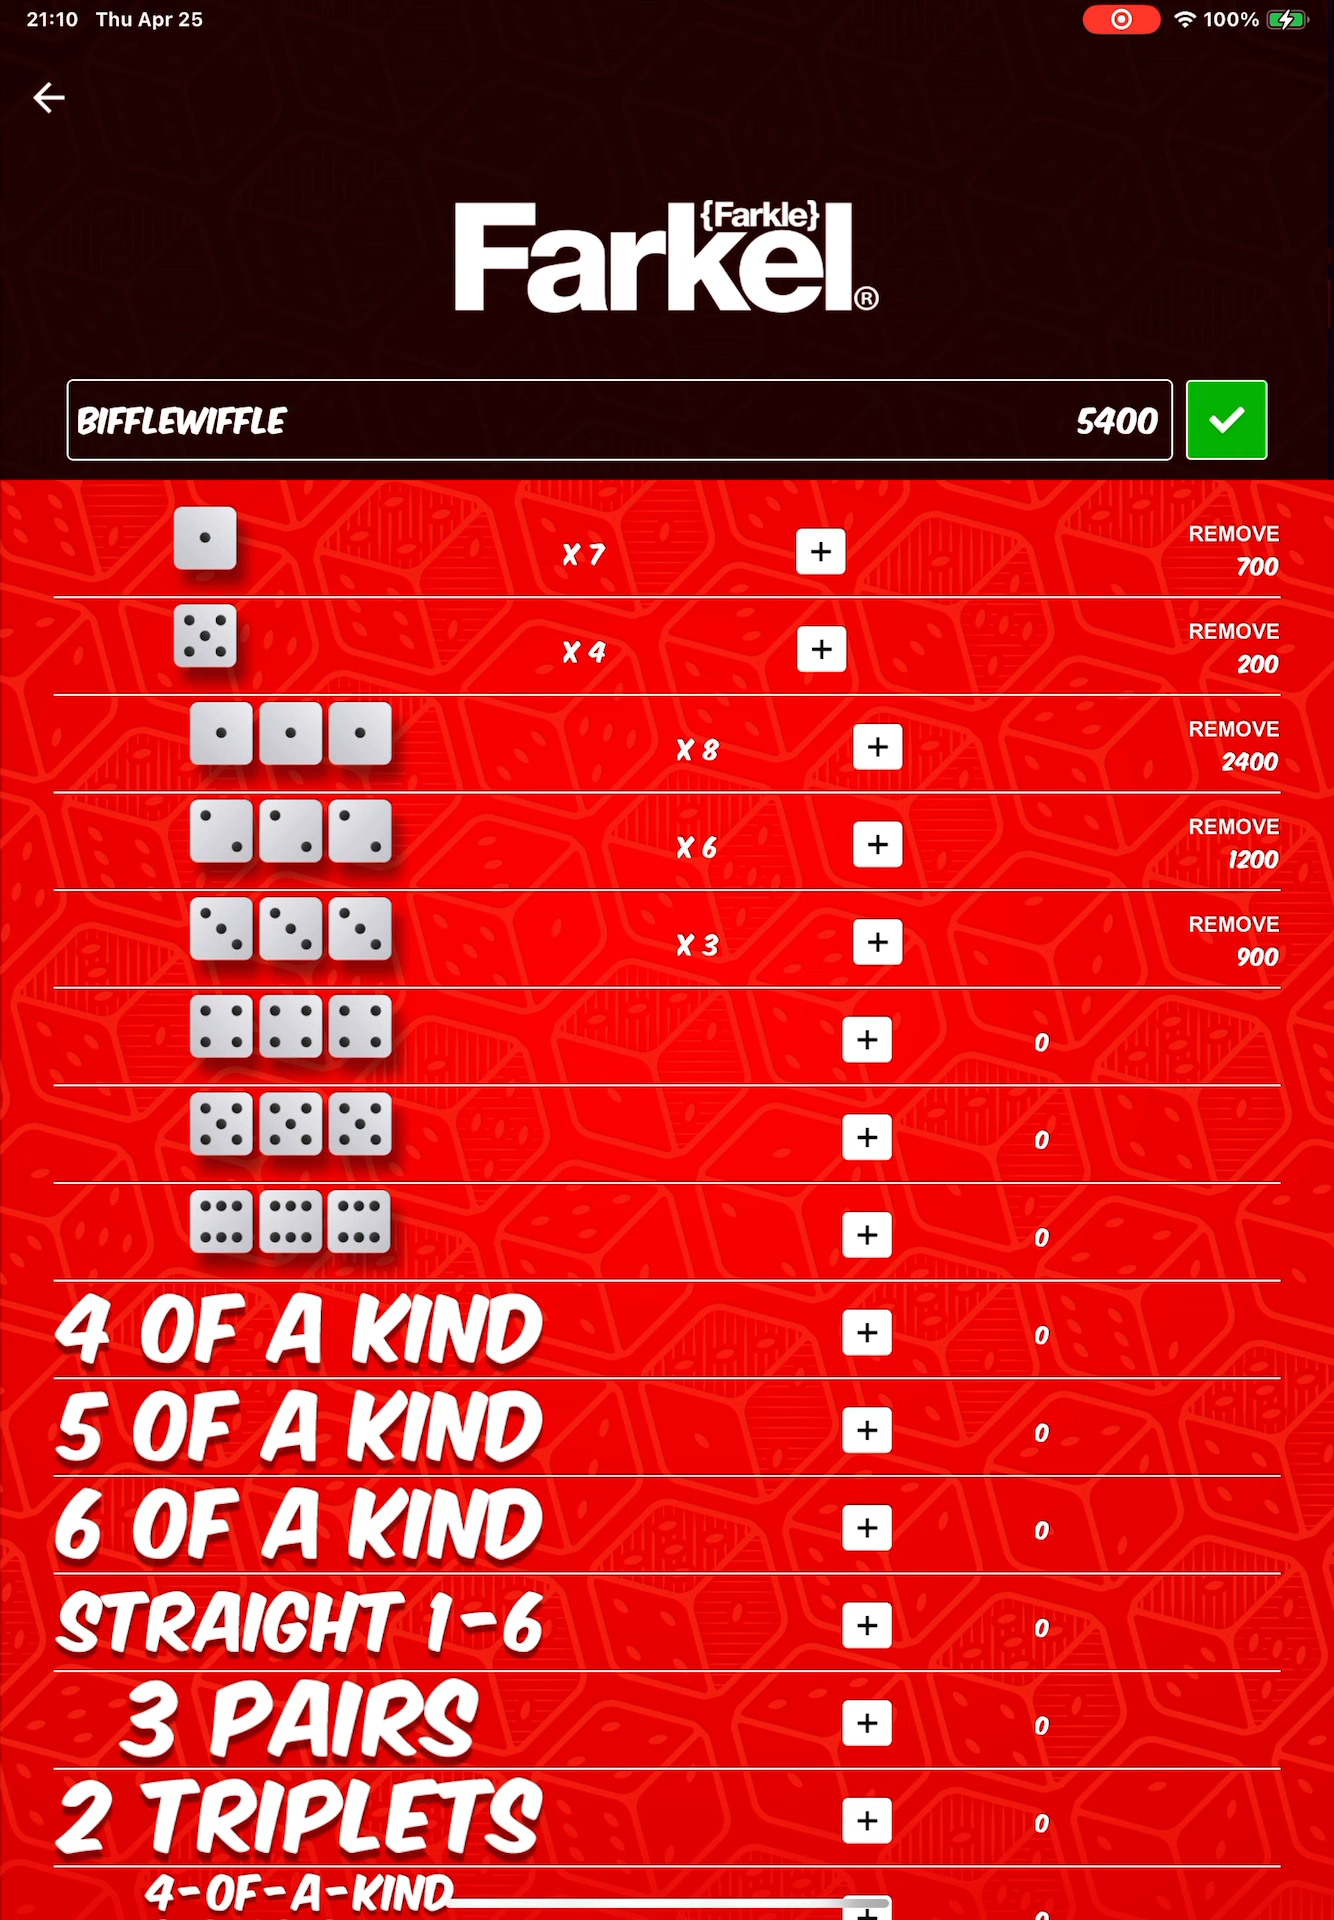 21:10 Thu Apr 25 100%
{Farkle}
Farkel®
BIFFLEWIFFLE 5400
X 7 + REMOVE
700
X 4 + REMOVE
200
X 8 + REMOVE
2400
X 6 + REMOVE
1200
X 3 + REMOVE
900
+ 0
+ 0
+ 0
4 OF A KIND + 0
5 OF A KIND + 0
6 OF A KIND + 0
STRAIGHT 1-6 + 0
3 PAIRS + 0
2 TRIPLETS + 0
4-OF-A-KIND + 0